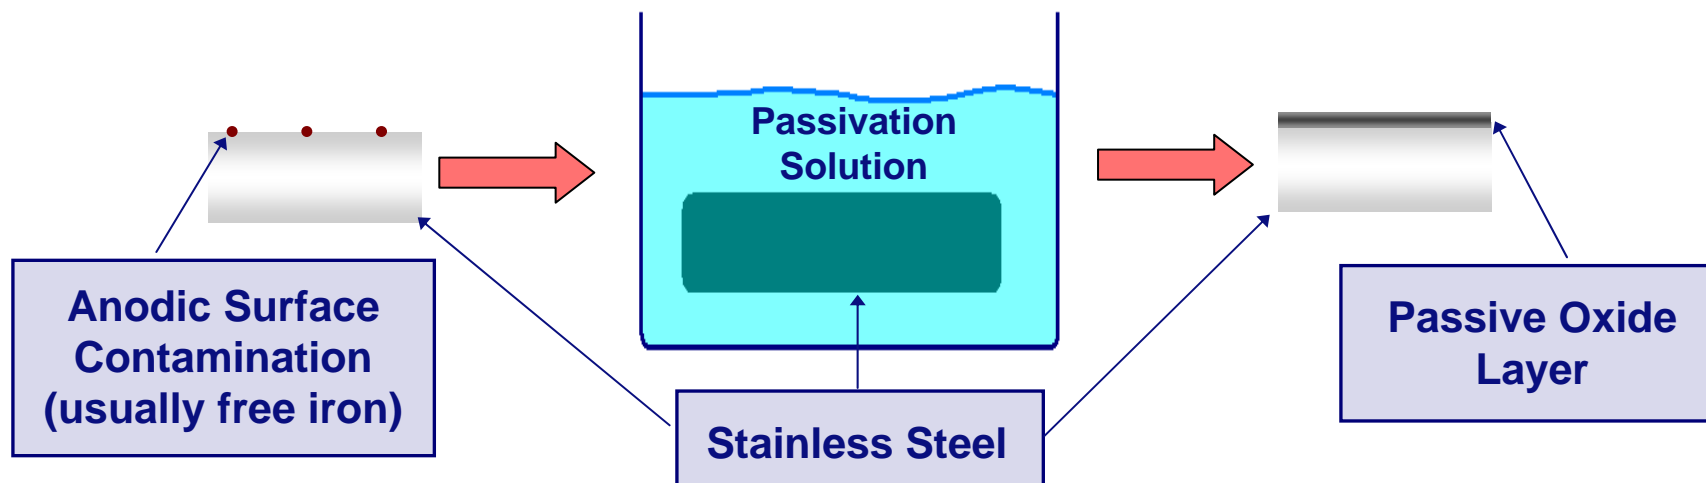 Passivation
Solution
Anodic Surface
Contamination
(usually free iron)
Stainless Steel
Passive Oxide
Layer